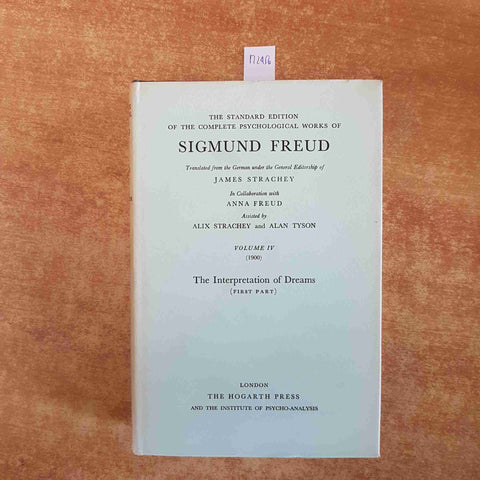 THE STANDARD EDITION
OF THE COMPLETE PSYCHOLOGICAL WORKS OF
SIGMUND FREUD
Translated from the German under the General Editorship of
JAMES STRACHEY
In Collaboration with
ANNA FREUD
Assisted by
ALIX STRACHEY and ALAN TYSON
VOLUME IV
(1900)
The Interpretation of Dreams
(FIRST PART)
LONDON
THE HOGARTH PRESS
AND THE INSTITUTE OF PSYCHO-ANALYSIS